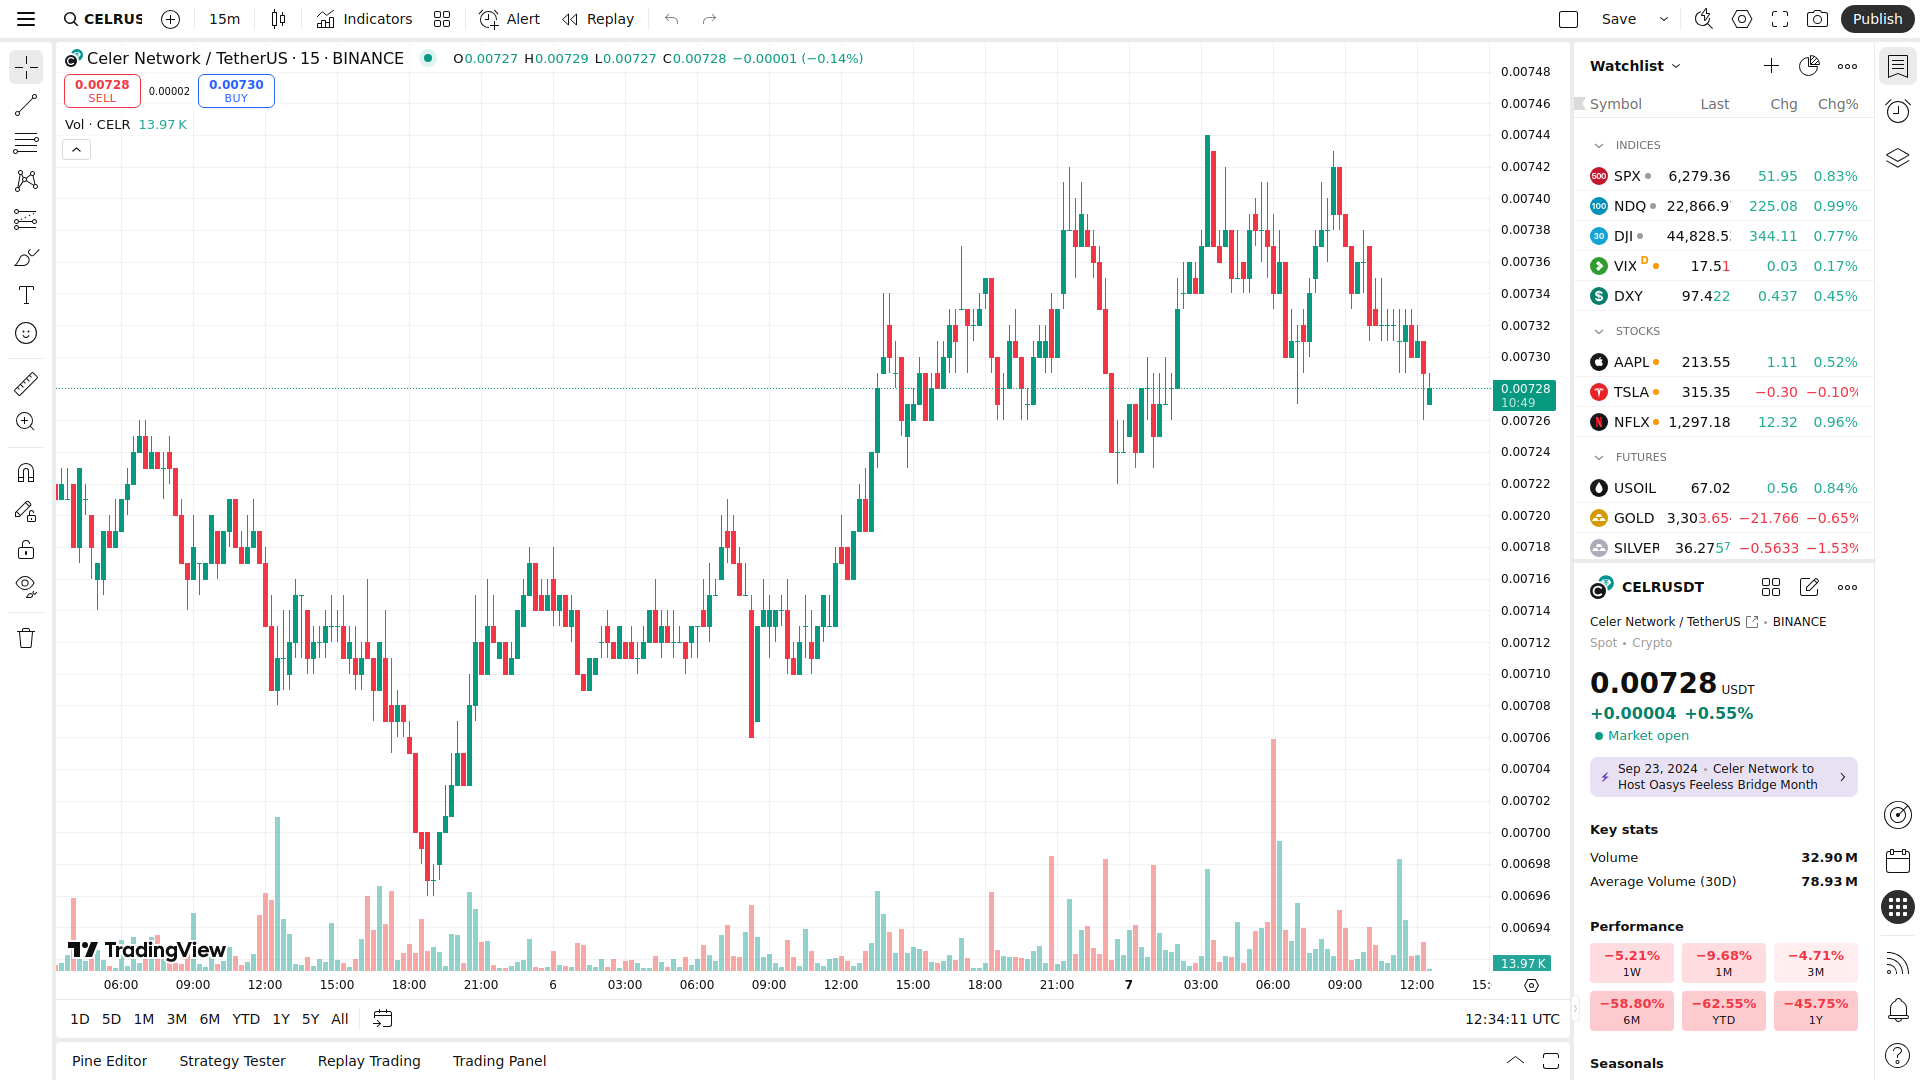 CELRUS
15m
Indicators
Alert
Replay
Save
Publish
Celer Network / TetherUS · 15 · BINANCE
O0.00727 H0.00729 L0.00727 C0.00728 −0.00001 (−0.14%)
0.00728
SELL
0.00002
0.00730
BUY
Vol · CELR 13.97 K
0.00748
0.00746
0.00744
0.00742
0.00740
0.00738
0.00736
0.00734
0.00732
0.00730
0.00728
10:49
0.00726
0.00724
0.00722
0.00720
0.00718
0.00716
0.00714
0.00712
0.00710
0.00708
0.00706
0.00704
0.00702
0.00700
0.00698
0.00696
0.00694
13.97 K
TradingView
06:00 09:00 12:00 15:00 18:00 21:00 6 03:00 06:00 09:00 12:00 15:00 18:00 21:00 7 03:00 06:00 09:00 12:00 15:
1D 5D 1M 3M 6M YTD 1Y 5Y All
12:34:11 UTC
Pine Editor Strategy Tester Replay Trading Trading Panel
Watchlist
Symbol Last Chg Chg%
INDICES
500 SPX 6,279.36 51.95 0.83%
100 NDQ 22,866.9 225.08 0.99%
30 DJI 44,828.5 344.11 0.77%
VIX D 17.51 0.03 0.17%
$ DXY 97.422 0.437 0.45%
STOCKS
AAPL 213.55 1.11 0.52%
TSLA 315.35 −0.30 −0.10%
N NFLX 1,297.18 12.32 0.96%
FUTURES
USOIL 67.02 0.56 0.84%
GOLD 3,303.65 −21.766 −0.65%
SILVER 36.2757 −0.5633 −1.53%
CELRUSDT
Celer Network / TetherUS • BINANCE
Spot • Crypto
0.00728 USDT
+0.00004 +0.55%
Market open
Sep 23, 2024 • Celer Network to
Host Oasys Feeless Bridge Month
Key stats
Volume 32.90 M
Average Volume (30D) 78.93 M
Performance
−5.21% −9.68% −4.71%
1W 1M 3M
−58.80% −62.55% −45.75%
6M YTD 1Y
Seasonals